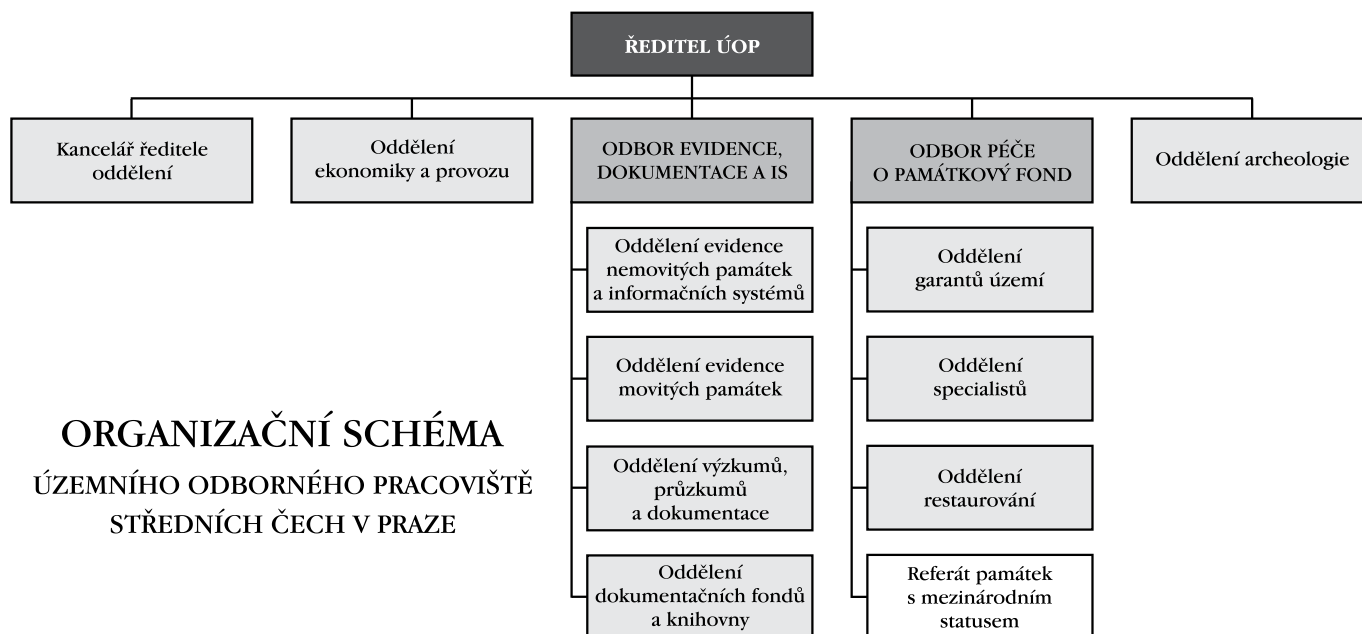 ŘEDITEL ÚOP
Kancelář ředitele
oddělení
Oddělení
ekonomiky a provozu
ODBOR EVIDENCE,
DOKUMENTACE A IS
ODBOR PÉČE
O PAMÁTKOVÝ FOND
Oddělení archeologie
Oddělení evidence
nemovitých památek
a informačních systémů
Oddělení evidence
movitých památek
Oddělení výzkumů,
průzkumů
a dokumentace
Oddělení
dokumentačních fondů
a knihovny
Oddělení
garantů území
Oddělení
specialistů
Oddělení
restaurování
Referát památek
s mezinárodním
statusem
ORGANIZAČNÍ SCHÉMA
ÚZEMNÍHO ODBORNÉHO PRACOVIŠTĚ
STŘEDNÍCH ČECH V PRAZE